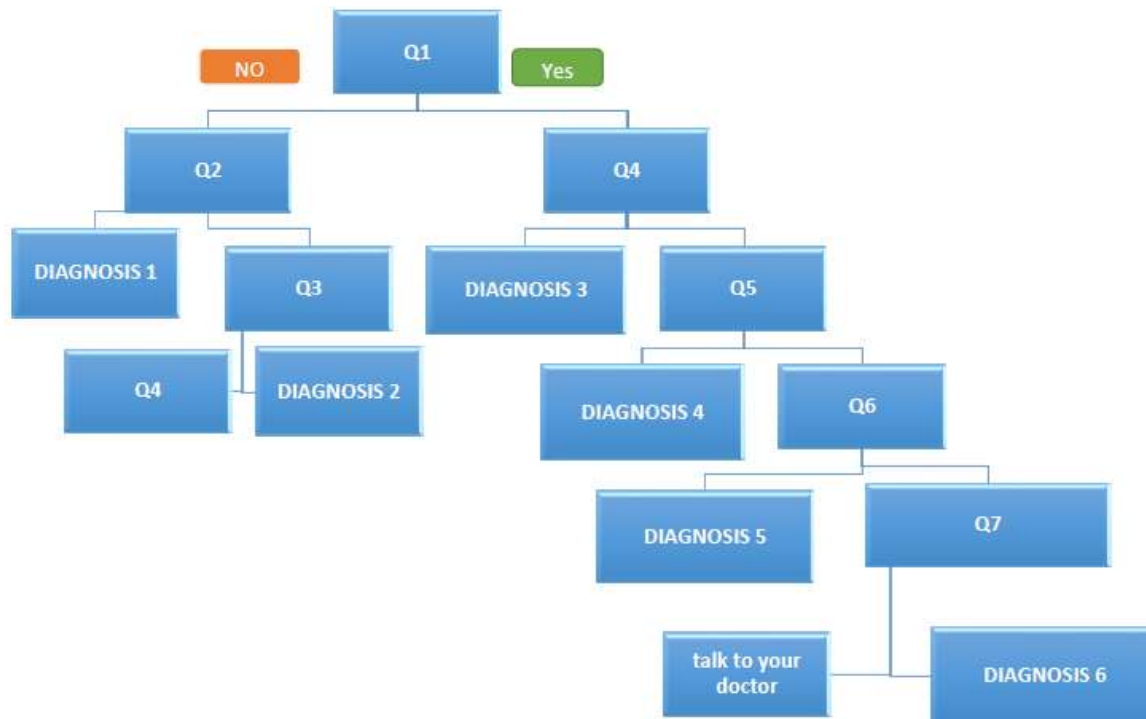 Q1
NO
Yes
Q2
Q4
DIAGNOSIS 1
Q3
DIAGNOSIS 3
Q5
Q4
DIAGNOSIS 2
DIAGNOSIS 4
Q6
DIAGNOSIS 5
Q7
talk to your
doctor
DIAGNOSIS 6